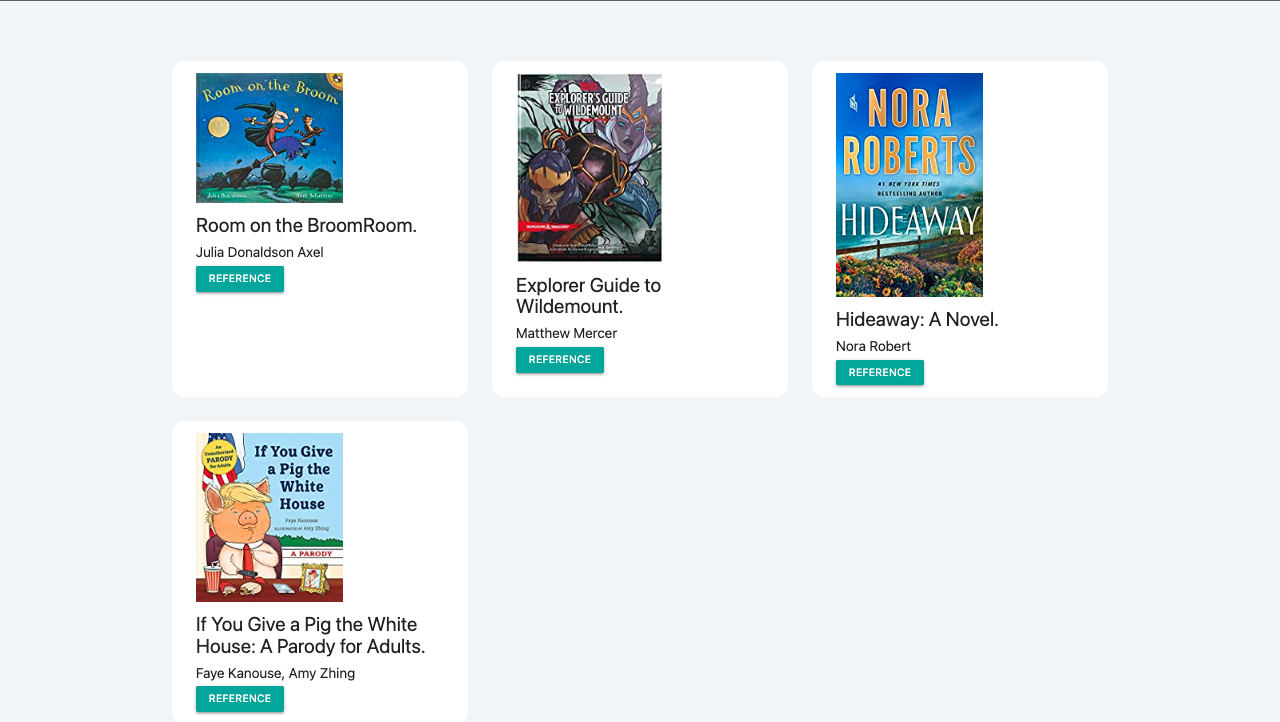 Room on the Broom
Julia Donaldson
Room on the BroomRoom.
Julia Donaldson Axel
REFERENCE
EXPLORER'S GUIDE
TO WILDEMOUNT
DUNGEONS & DRAGONS
Explorer Guide to
Wildemount.
Matthew Mercer
REFERENCE
NORA
ROBERTS
#1 NEW YORK TIMES
BESTSELLING AUTHOR
HIDEAWAY
Hideaway: A Novel.
Nora Robert
REFERENCE
An
Unauthorized
PARODY
for Adults
If You Give
a Pig the
White
House
Faye Kanouse
ILLUSTRATED BY Amy Zhing
A PARODY
If You Give a Pig the White
House: A Parody for Adults.
Faye Kanouse, Amy Zhing
REFERENCE